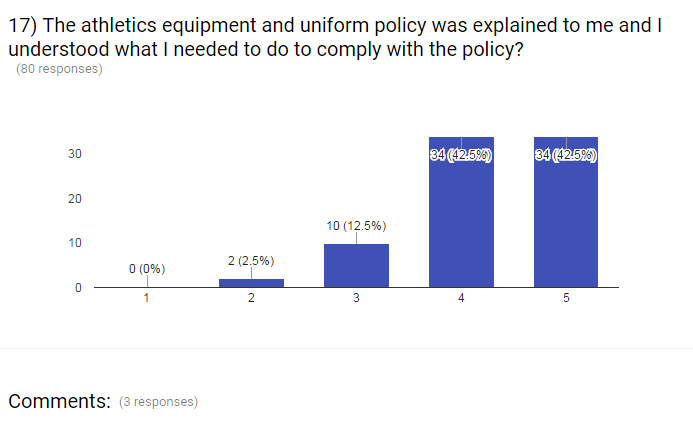 17) The athletics equipment and uniform policy was explained to me and I
understood what I needed to do to comply with the policy?
(80 responses)
30
20
10
0
0 (0%)
2 (2.5%)
10 (12.5%)
34 (42.5%)
34 (42.5%)
1 2 3 4 5
Comments: (3 responses)